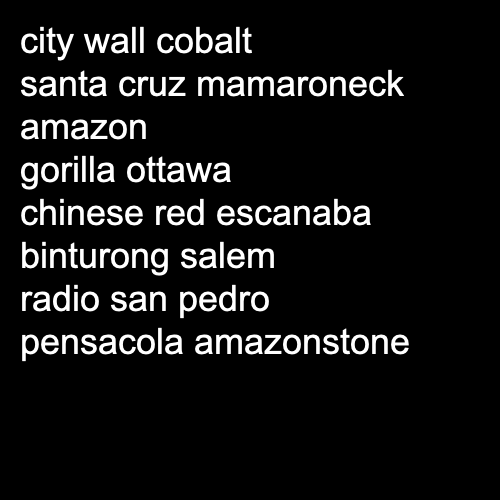 city wall cobalt
santa cruz mamaroneck
amazon
gorilla ottawa
chinese red escanaba
binturong salem
radio san pedro
pensacola amazonstone